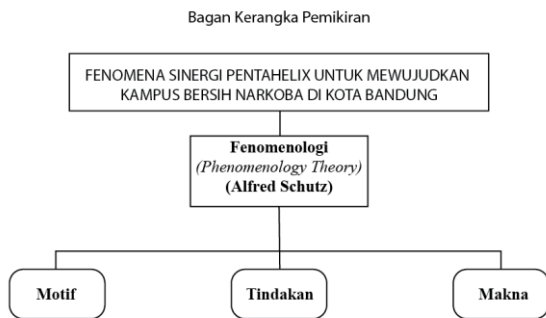 Bagan Kerangka Pemikiran
FENOMENA SINERGI PENTAHELIX UNTUK MEWUJUDKAN
KAMPUS BERSIH NARKOBA DI KOTA BANDUNG
Fenomenologi
(Phenomenology Theory)
(Alfred Schutz)
Motif
Tindakan
Makna